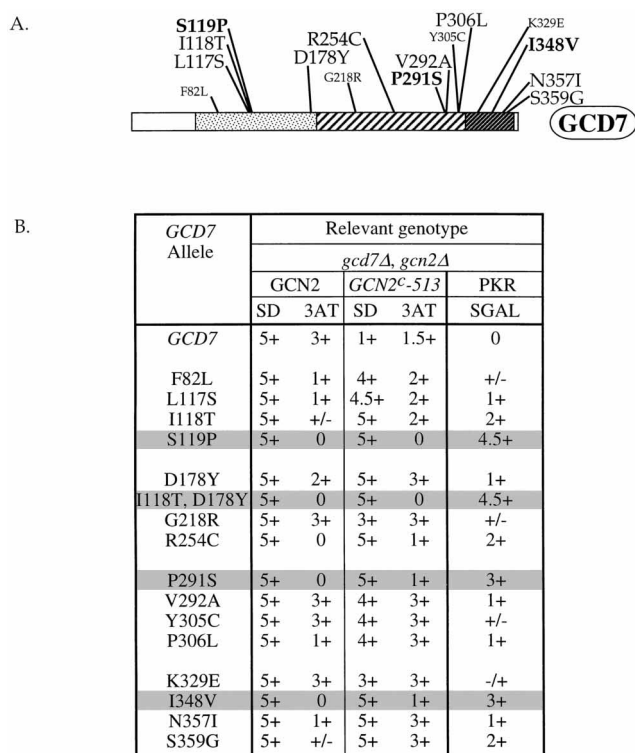 A.
S119P
I118T
L117S
F82L
R254C
D178Y
G218R
P306L
Y305C
V292A
P291S
K329E
I348V
N357I
S359G
GCD7
B.
GCD7 Allele Relevant genotype
gcd7Δ, gcn2Δ
GCN2 GCN2ᶜ-513 PKR
SD 3AT SD 3AT SGAL
GCD7 5+ 3+ 1+ 1.5+ 0
F82L 5+ 1+ 4+ 2+ +/-
L117S 5+ 1+ 4.5+ 2+ 1+
I118T 5+ +/- 5+ 2+ 2+
S119P 5+ 0 5+ 0 4.5+
D178Y 5+ 2+ 5+ 3+ 1+
I118T, D178Y 5+ 0 5+ 0 4.5+
G218R 5+ 3+ 3+ 3+ +/-
R254C 5+ 0 5+ 1+ 2+
P291S 5+ 0 5+ 1+ 3+
V292A 5+ 3+ 4+ 3+ 1+
Y305C 5+ 3+ 4+ 3+ +/-
P306L 5+ 1+ 4+ 3+ 1+
K329E 5+ 3+ 3+ 3+ -/+
I348V 5+ 0 5+ 1+ 3+
N357I 5+ 1+ 5+ 3+ 1+
S359G 5+ +/- 5+ 3+ 2+